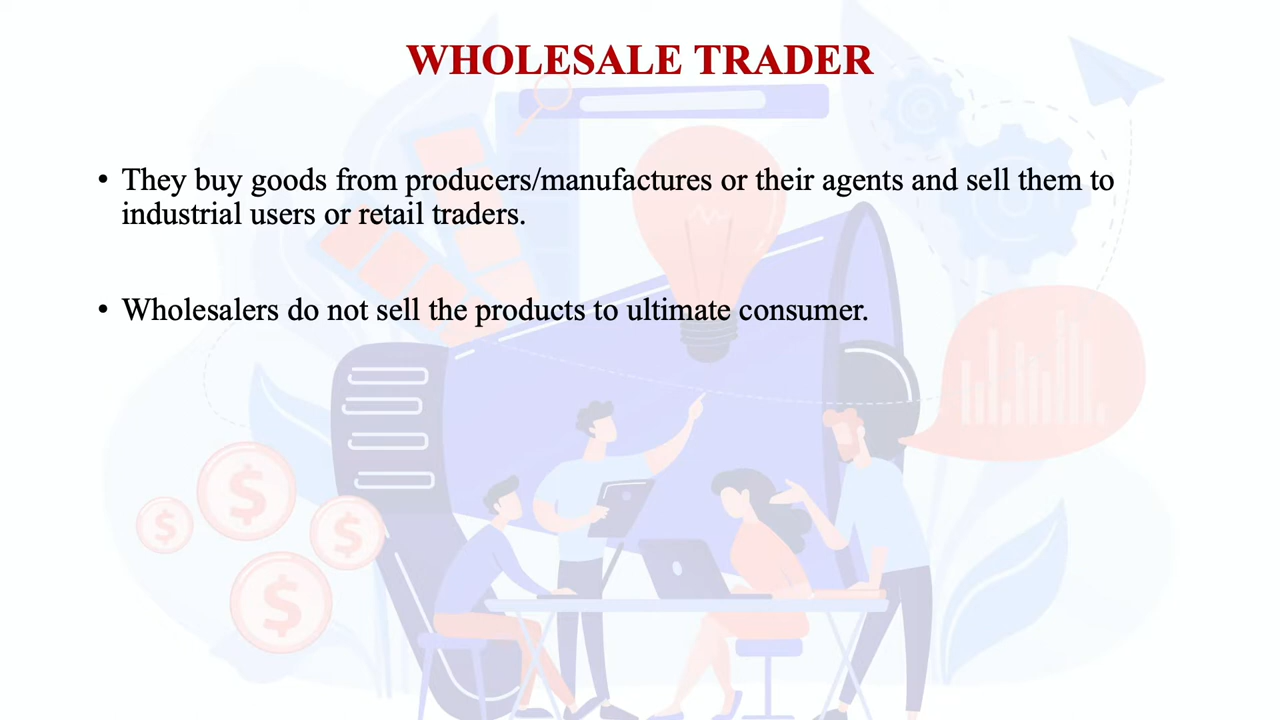 WHOLESALE TRADER
• They buy goods from producers/manufactures or their agents and sell them to
industrial users or retail traders.
• Wholesalers do not sell the products to ultimate consumer.
$
$
$
$